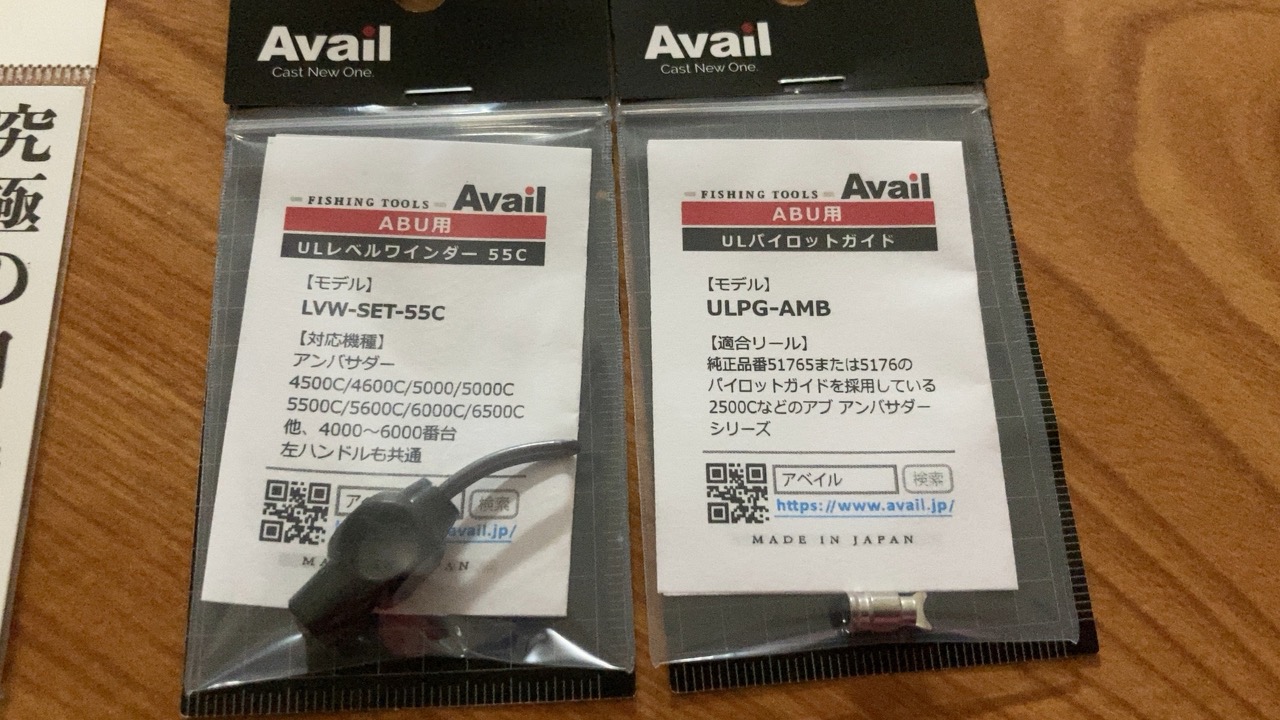 究
極
の
Avail
Cast New One.
FISHING TOOLS Avail
ABU用
ULレベルワインダー 55C
【モデル】
LVW-SET-55C
【対応機種】
アンバサダー
4500C/4600C/5000/5000C
5500C/5600C/6000C/6500C
他、4000〜6000番台
左ハンドルも共通
検索
avail.jp/
Avail
Cast New One.
FISHING TOOLS Avail
ABU用
ULパイロットガイド
【モデル】
ULPG-AMB
【適合リール】
純正品番51765または5176の
パイロットガイドを採用している
2500Cなどのアブ アンバサダー
シリーズ
アベイル 検索
https://www.avail.jp/
MADE IN JAPAN